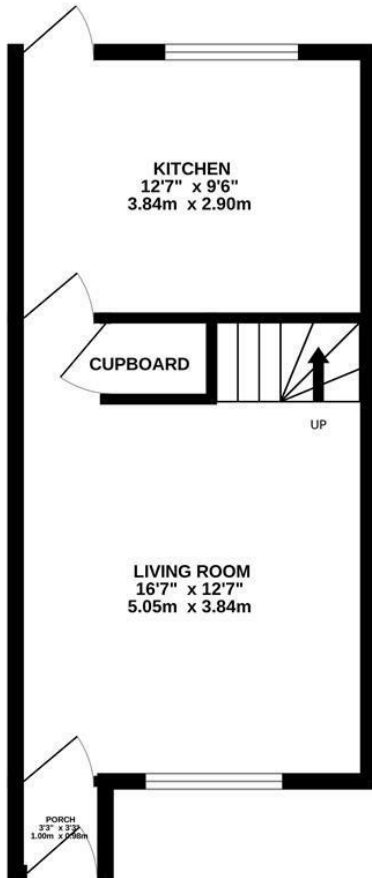 KITCHEN
12'7" x 9'6"
3.84m x 2.90m
CUPBOARD
UP
LIVING ROOM
16'7" x 12'7"
5.05m x 3.84m
PORCH
3'3" x 3'3"
1.00m x 0.98m